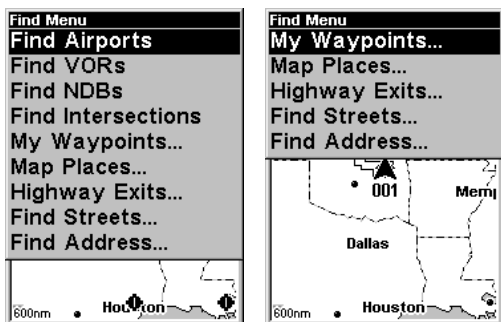 Find Menu
Find Airports
Find VORs
Find NDBs
Find Intersections
My Waypoints...
Map Places...
Highway Exits...
Find Streets...
Find Address...
600nm
Houston
Find Menu
My Waypoints...
Map Places...
Highway Exits...
Find Streets...
Find Address...
001
Memp
Dallas
600nm
Houston